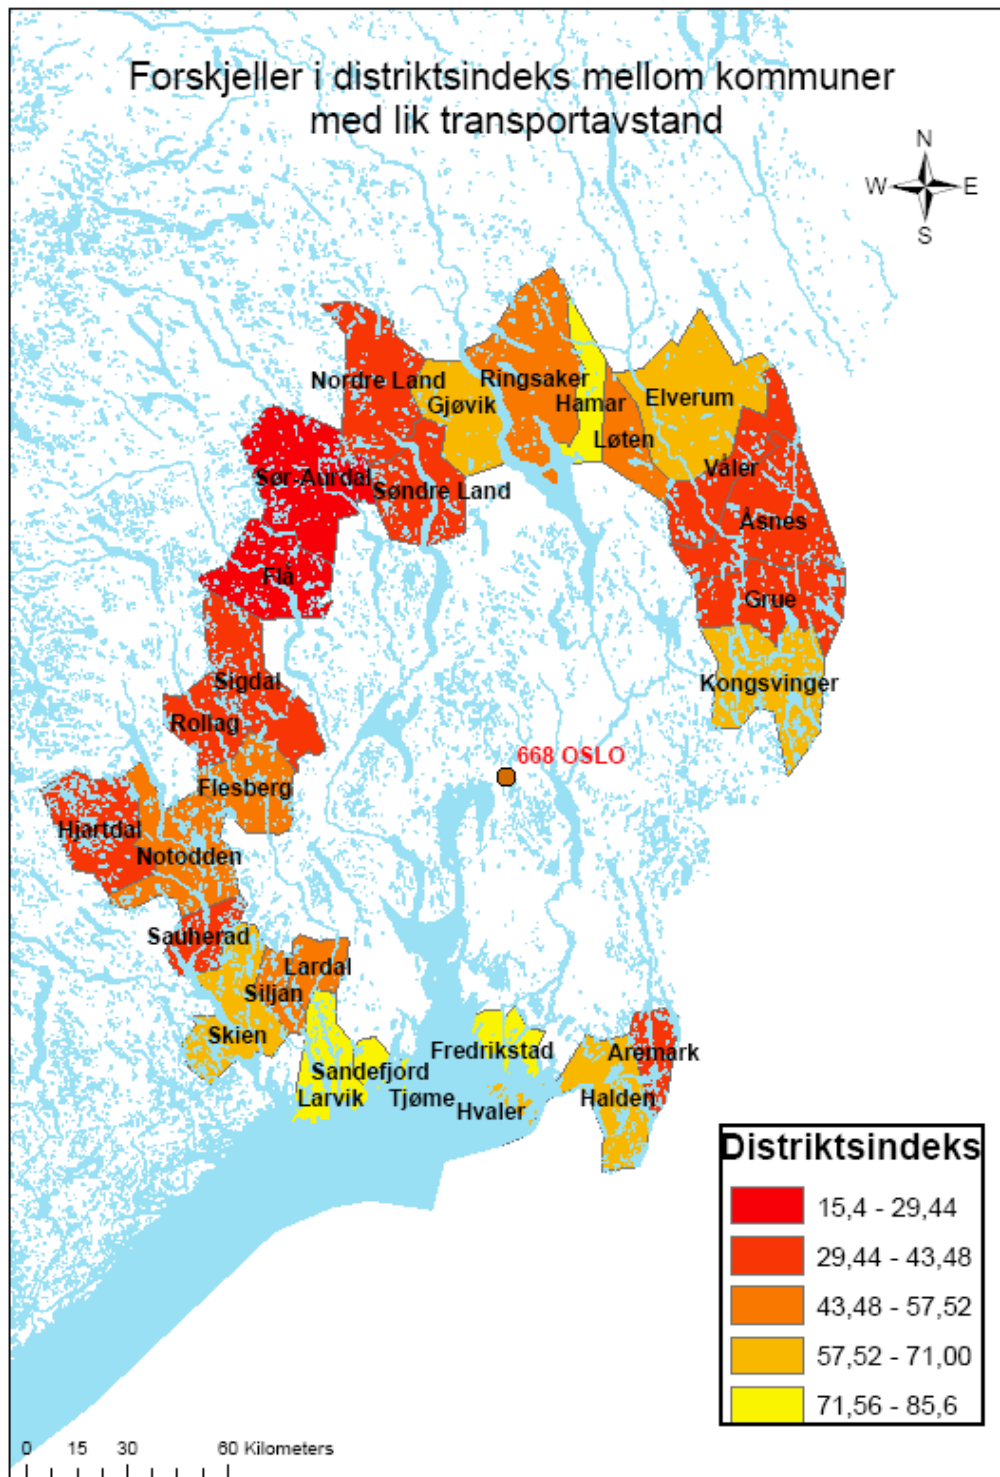 Forskjeller i distriktsindeks mellom kommuner
med lik transportavstand
N
W E
S
Nordre Land
Ringsaker
Gjøvik
Hamar
Elverum
Løten
Våler
Sør-Aurdal
Søndre Land
Åsnes
Flå
Grue
Sigdal
Kongsvinger
Rollag
668 OSLO
Flesberg
Hjartdal
Notodden
Sauherad
Lardal
Siljan
Skien
Fredrikstad
Aremark
Sandefjord
Larvik
Tjøme
Hvaler
Halden
Distriktsindeks
15,4 - 29,44
29,44 - 43,48
43,48 - 57,52
57,52 - 71,00
71,56 - 85,6
0 15 30 60 Kilometers